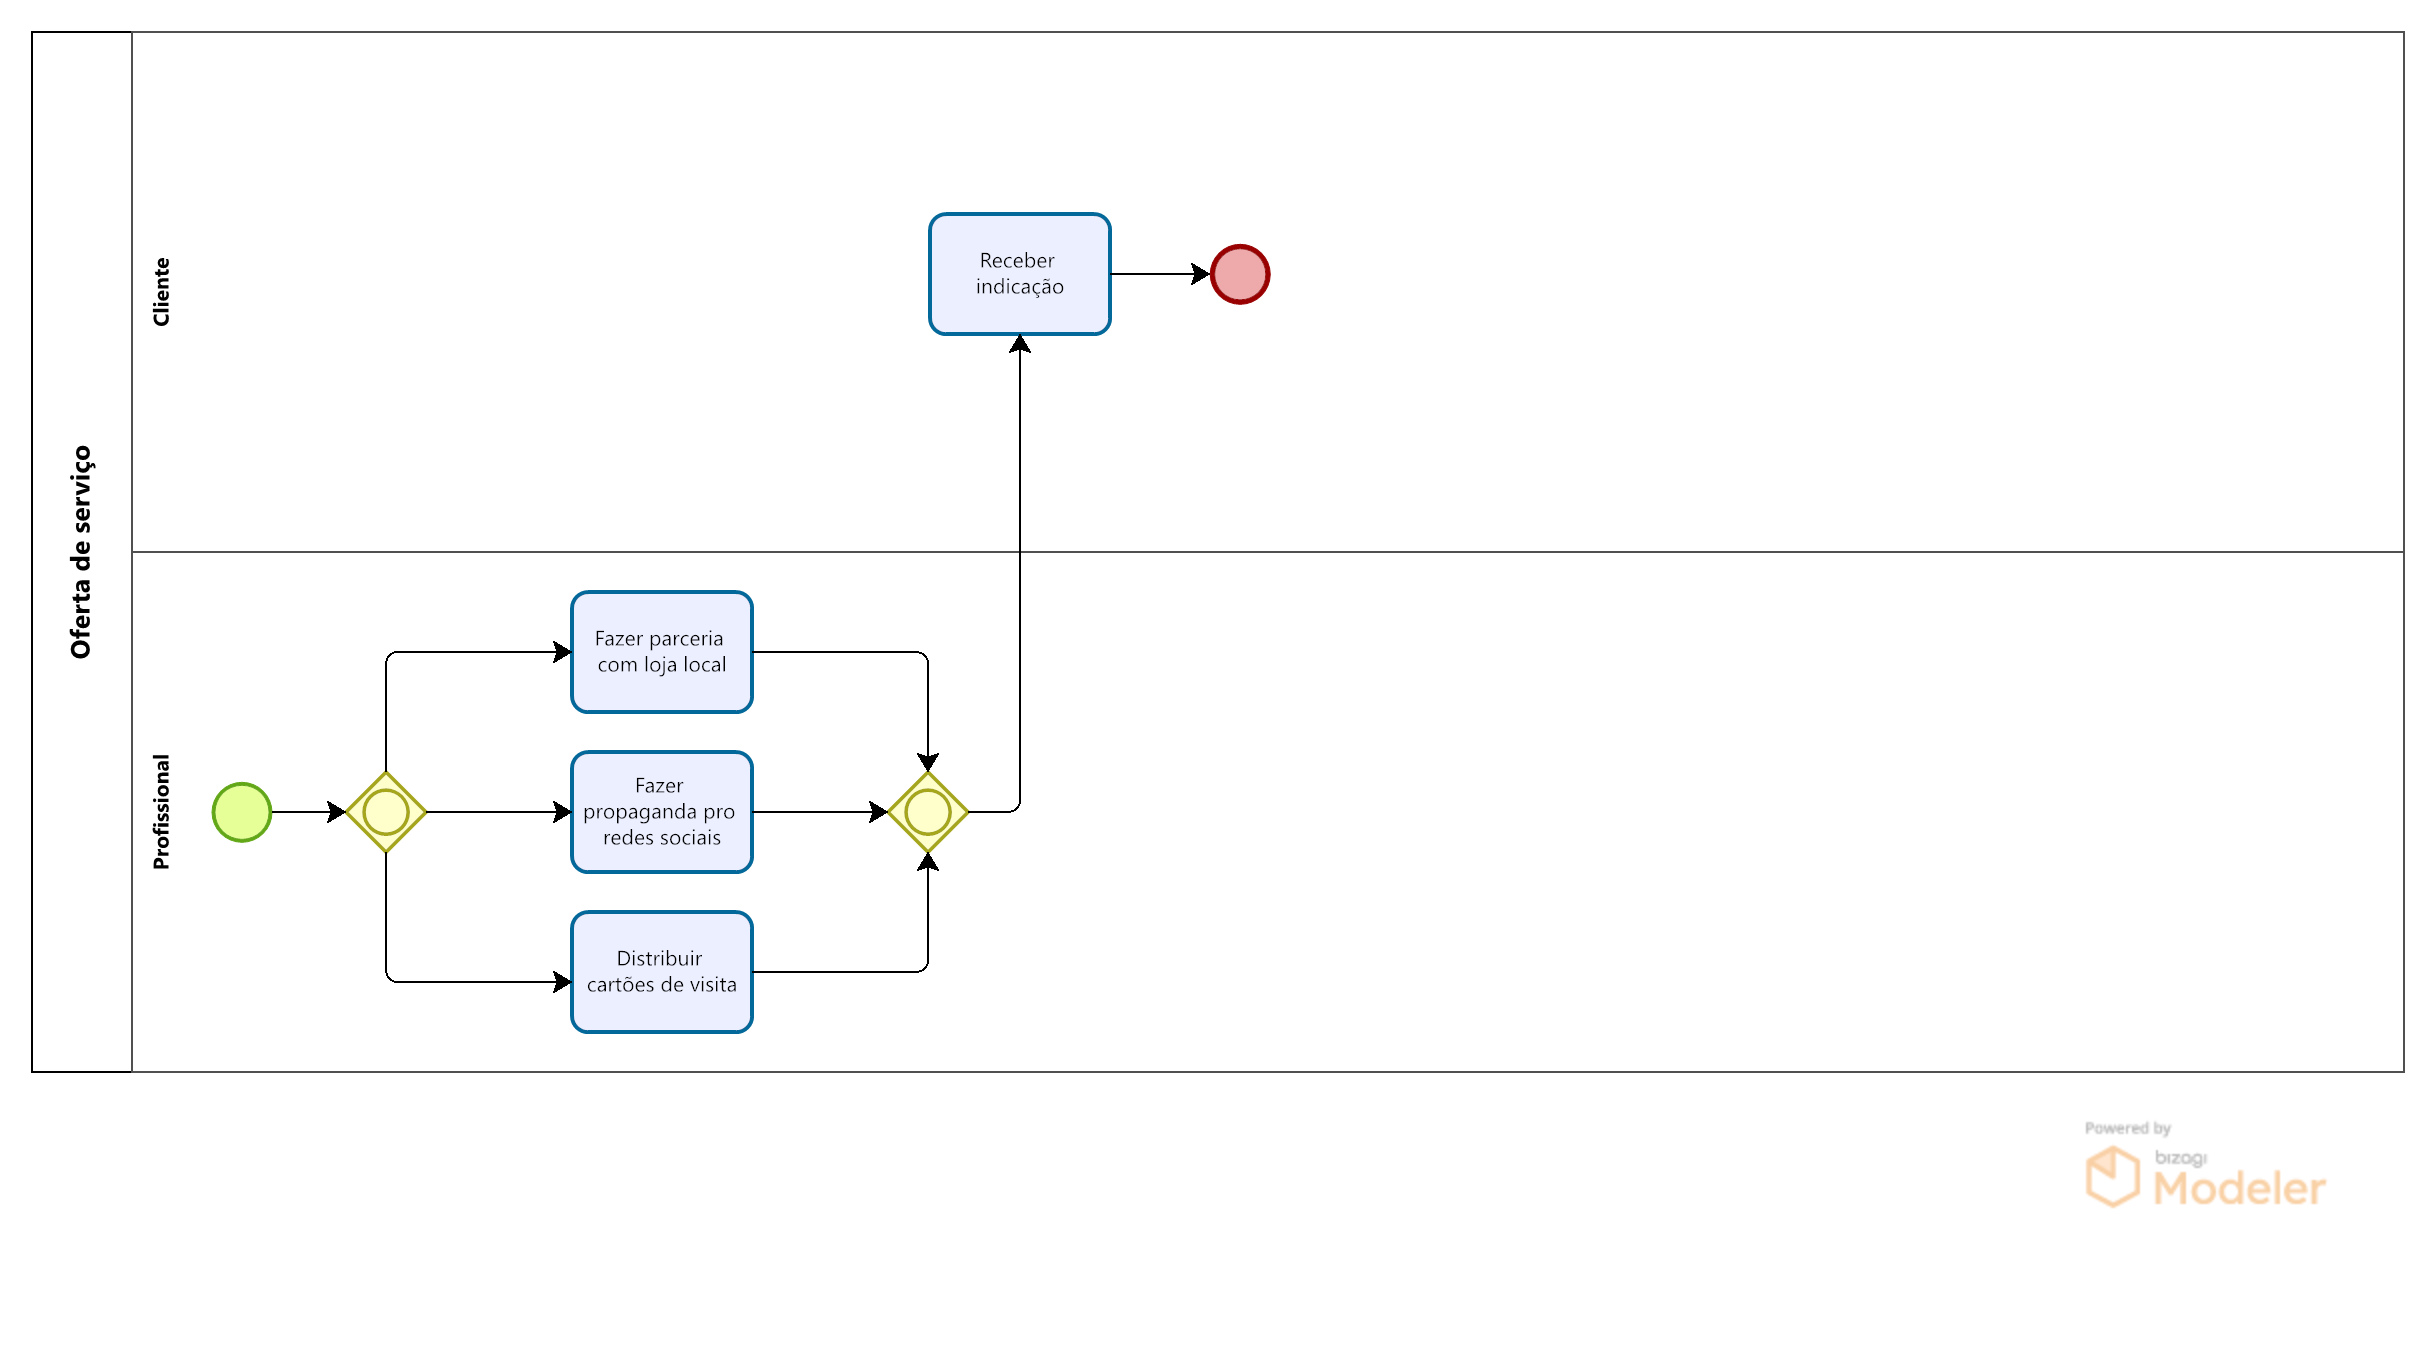 Oferta de serviço
Cliente
Receber
indicação
Profissional
Fazer parceria
com loja local
Fazer
propaganda pro
redes sociais
Distribuir
cartões de visita
Powered by
bizagi
Modeler